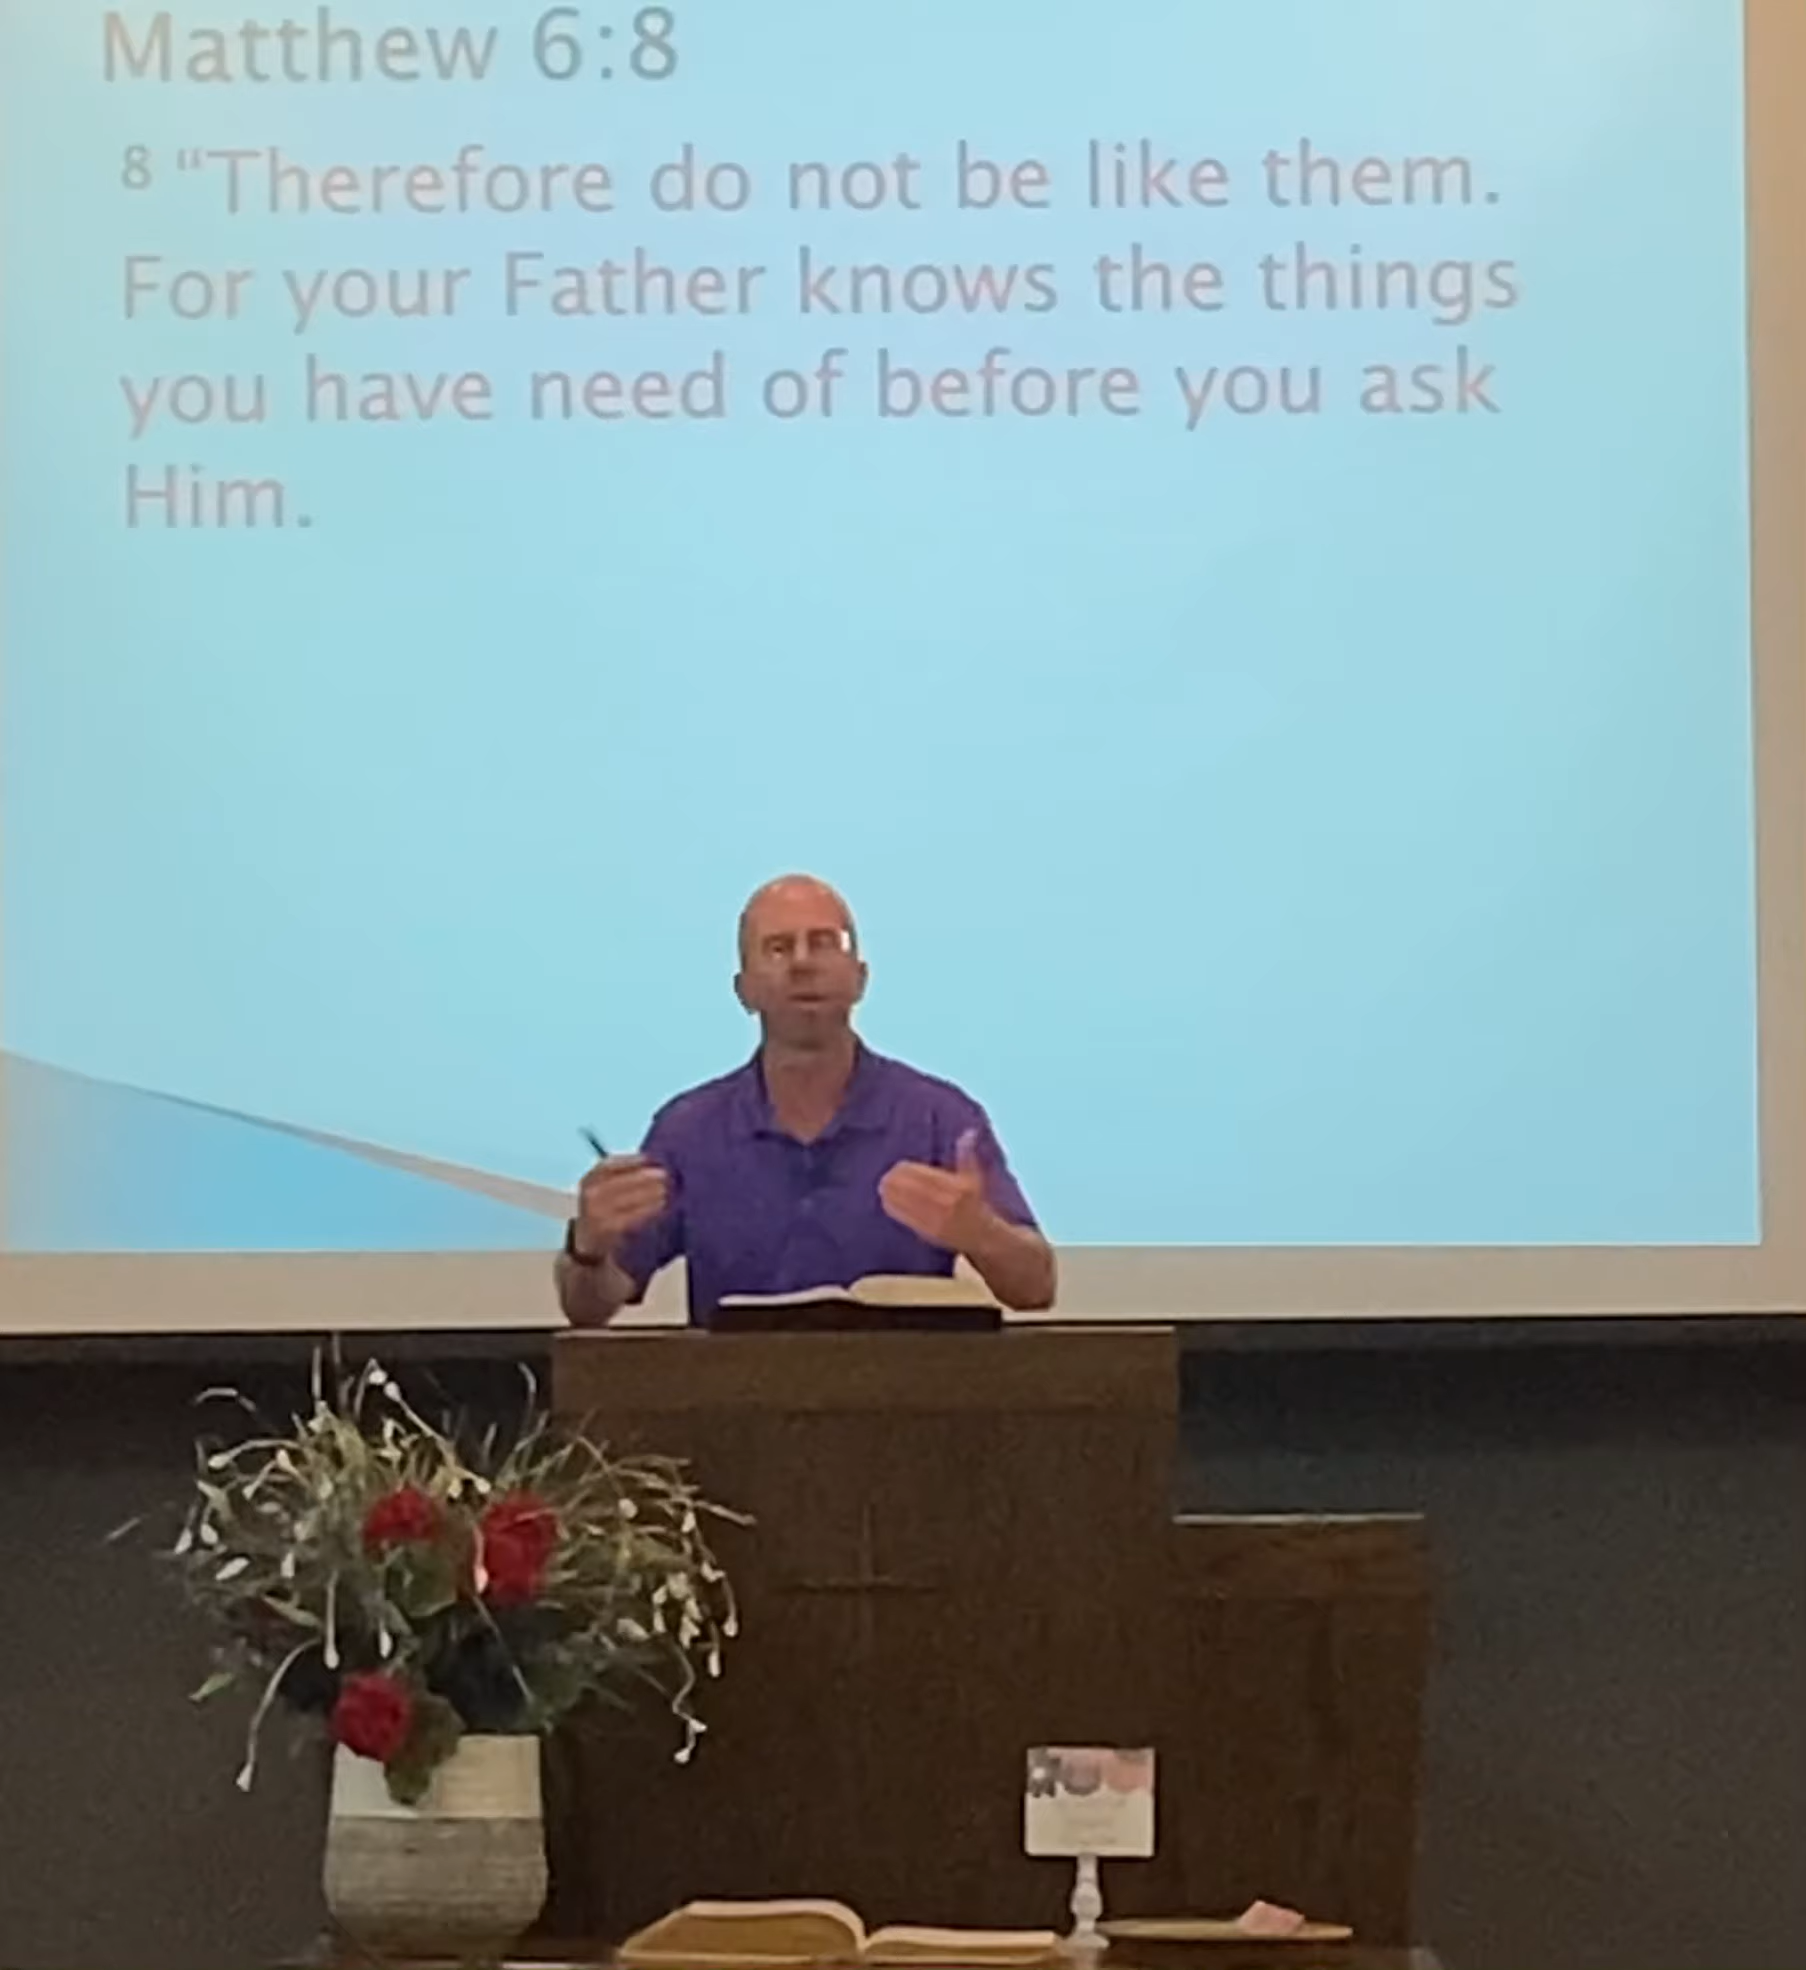 Matthew 6:8
8 "Therefore do not be like them.
For your Father knows the things
you have need of before you ask
Him.